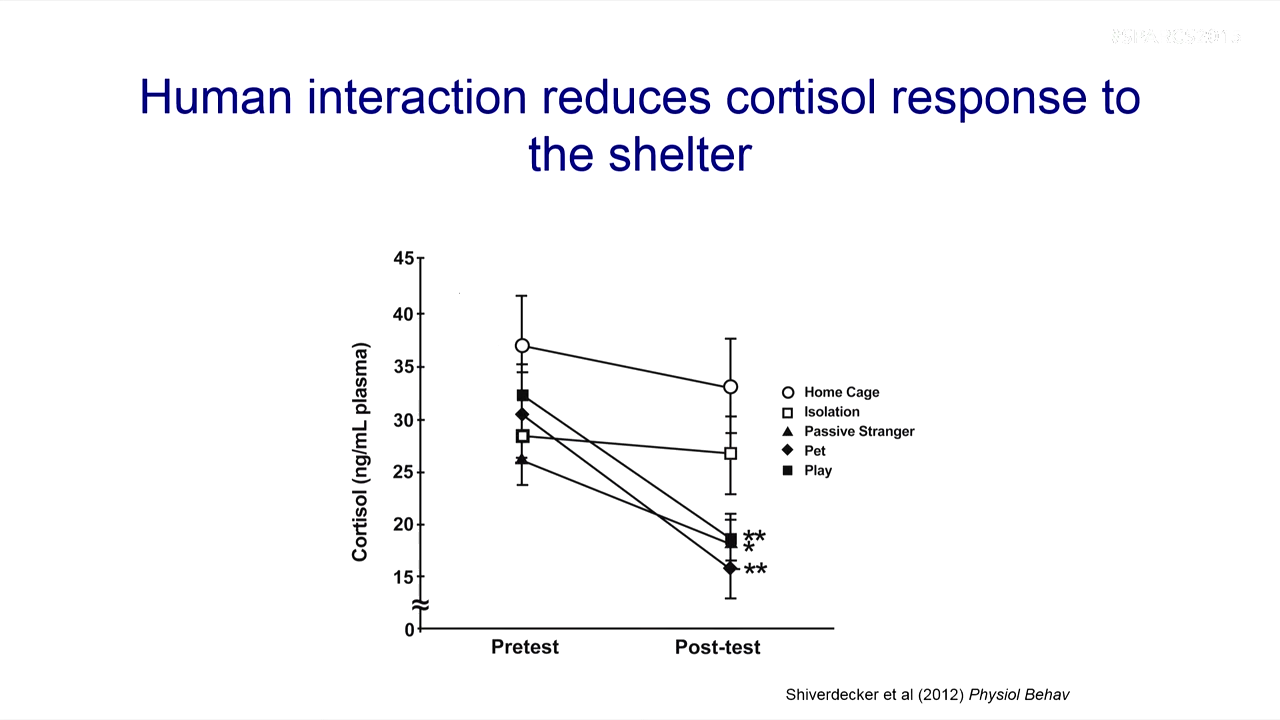 Human interaction reduces cortisol response to
the shelter
Cortisol (ng/mL plasma)
45
40
35
30
25
20
15
0
Pretest
Post-test
Home Cage
Isolation
Passive Stranger
Pet
Play
**
*
**
Shiverdecker et al (2012) Physiol Behav